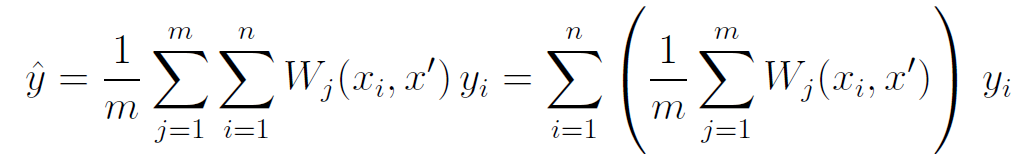 $\hat{y} = \frac{1}{m} \sum_{j=1}^{m} \sum_{i=1}^{n} W_j(x_i, x') \, y_i = \sum_{i=1}^{n} \left( \frac{1}{m} \sum_{j=1}^{m} W_j(x_i, x') \right) \, y_i$